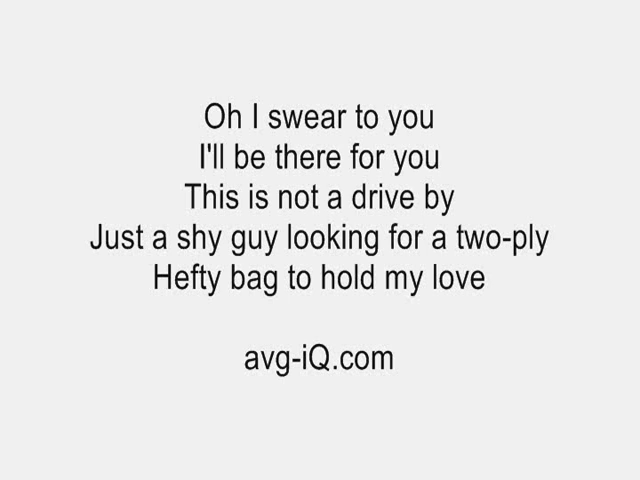 Oh I swear to you
I'll be there for you
This is not a drive by
Just a shy guy looking for a two-ply
Hefty bag to hold my love
avg-iQ.com